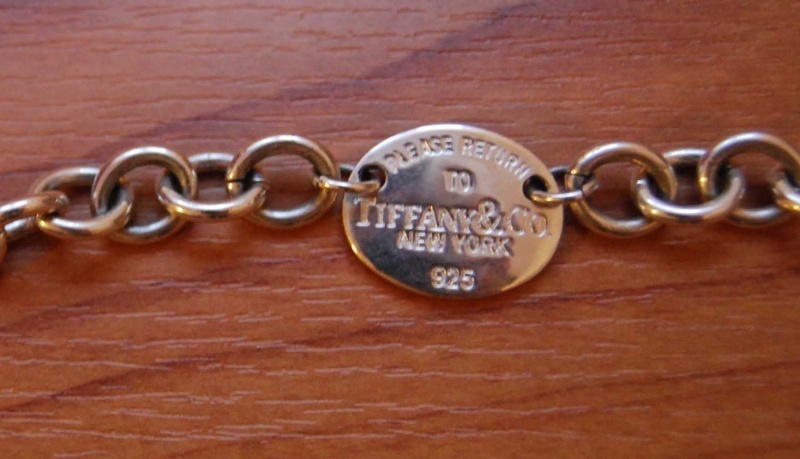 PLEASE RETURN
TO
TIFFANY&CO.
NEW YORK
925